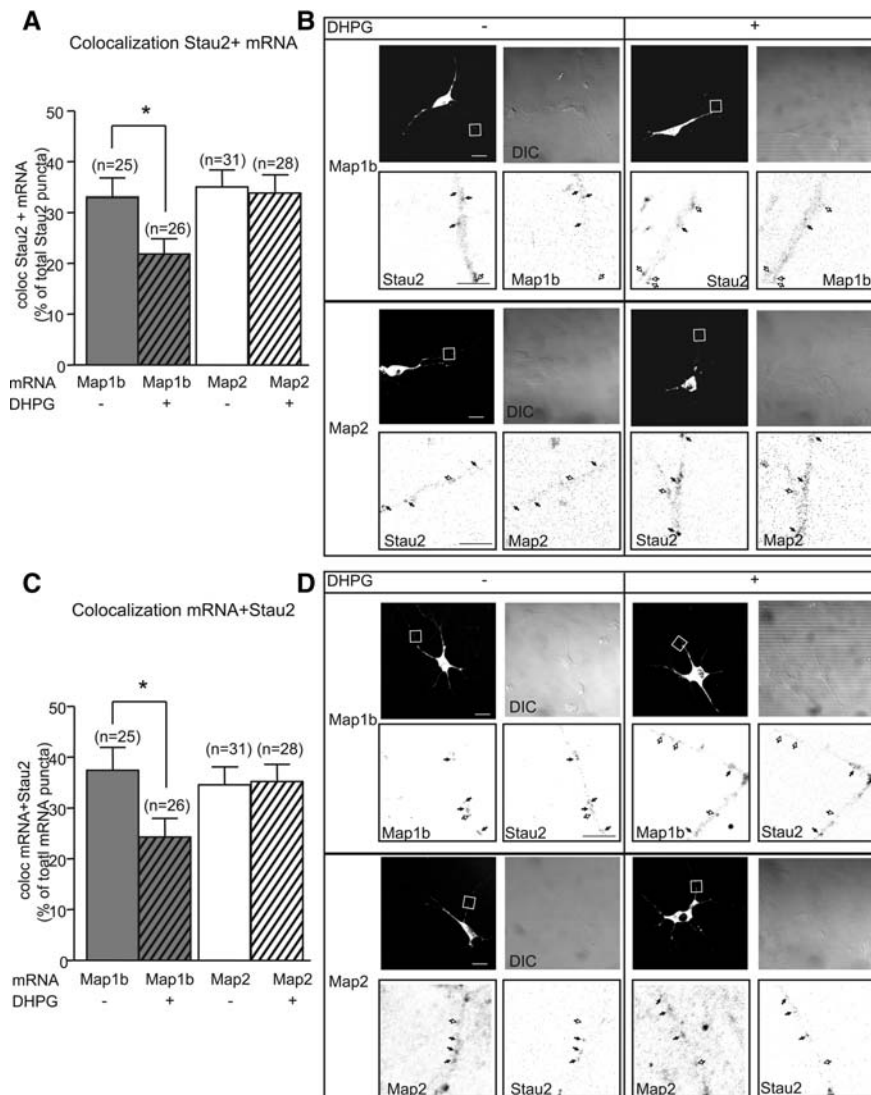 A
Colocalization Stau2+ mRNA
coloc Stau2 + mRNA
(% of total Stau2 puncta)
50
40
30
20
10
0
*
(n=25)
(n=26)
(n=31)
(n=28)
mRNA Map1b Map1b Map2 Map2
DHPG - + - +
B
DHPG - +
Map1b
DIC
Stau2 Map1b Stau2 Map1b
Map2
DIC
Stau2 Map2 Stau2 Map2
C
Colocalization mRNA+Stau2
coloc mRNA+Stau2
(% of toatl mRNA puncta)
50
40
30
20
10
0
*
(n=25)
(n=26)
(n=31)
(n=28)
mRNA Map1b Map1b Map2 Map2
DHPG - + - +
D
DHPG - +
Map1b
DIC
Map1b Stau2 Map1b Stau2
Map2
DIC
Map2 Stau2 Map2 Stau2